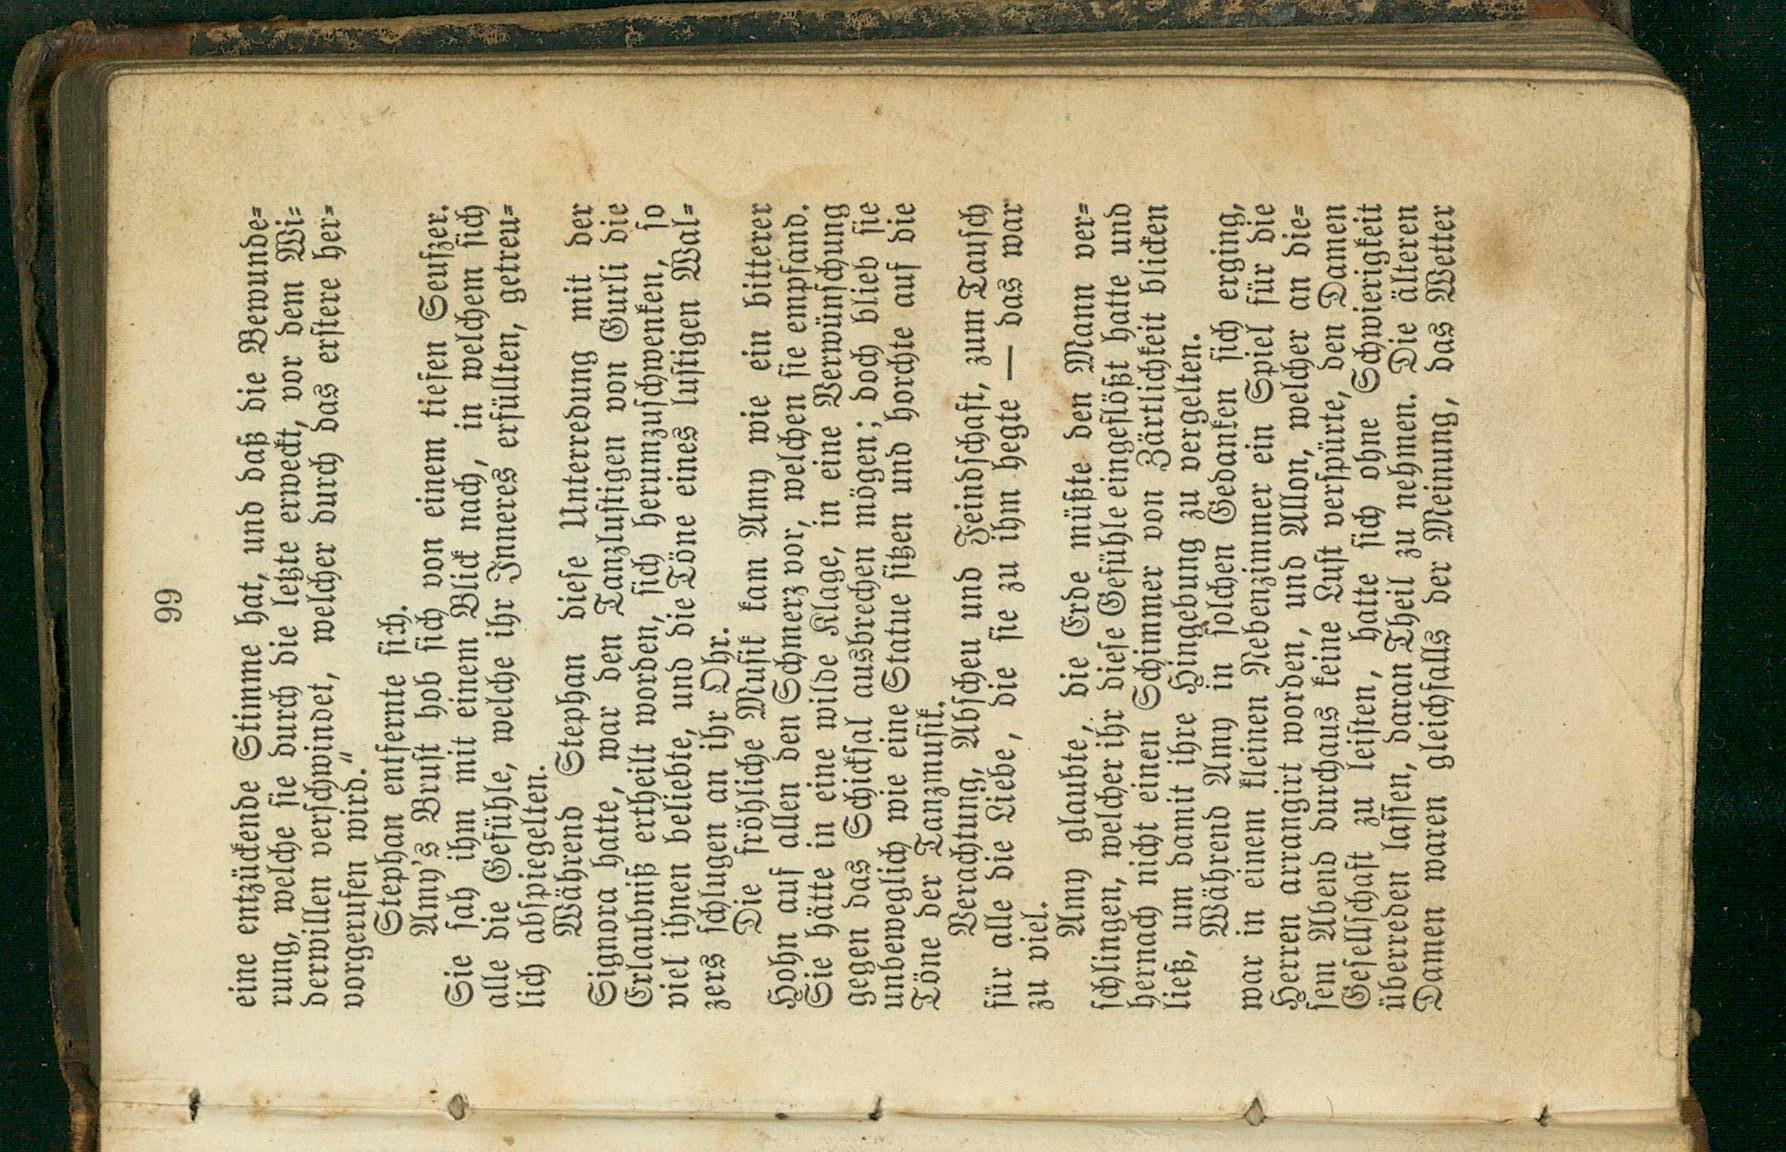 99
eine entzückende Stimme hat, und daß die Bewunde=
rung, welche sie durch die letzte erweckt, vor dem Wi=
derwillen verschwindet, welcher durch das erstere her=
vorgerufen wird.“
Stephan entfernte sich.
Amy's Brust hob sich von einem tiefen Seufzer.
Sie sah ihm mit einem Blick nach, in welchem sich
alle die Gefühle, welche ihr Inneres erfüllten, getreu=
lich abspiegelten.
Während Stephan diese Unterredung mit der
Signora hatte, war den Tanzlustigen von Gurli die
Erlaubniß ertheilt worden, sich herumzuschwenken, so
viel ihnen beliebte, und die Töne eines lustigen Wal=
zers schlugen an ihr Ohr.
Die fröhliche Musik kam Amy wie ein bitterer
Hohn auf allen den Schmerz vor, welchen sie empfand.
Sie hätte in eine wilde Klage, in eine Verwünschung
gegen das Schicksal ausbrechen mögen; doch blieb sie
unbeweglich wie eine Statue sitzen und horchte auf die
Töne der Tanzmusik.
Verachtung, Abscheu und Feindschaft, zum Tausch
für alle die Liebe, die sie zu ihm hegte — das war
zu viel.
Amy glaubte, die Erde müßte den Mann ver=
schlingen, welcher ihr diese Gefühle eingeflößt hatte und
hernach nicht einen Schimmer von Zärtlichkeit blicken
ließ, um damit ihre Hingebung zu vergelten.
Während Amy in solchen Gedanken sich erging,
war in einem kleinen Nebenzimmer ein Spiel für die
Herren arrangirt worden, und Allon, welcher an die=
sem Abend durchaus keine Lust verspürte, den Damen
Gesellschaft zu leisten, hatte sich ohne Schwierigkeit
überreden lassen, daran Theil zu nehmen. Die älteren
Damen waren gleichfalls der Meinung, das Wetter